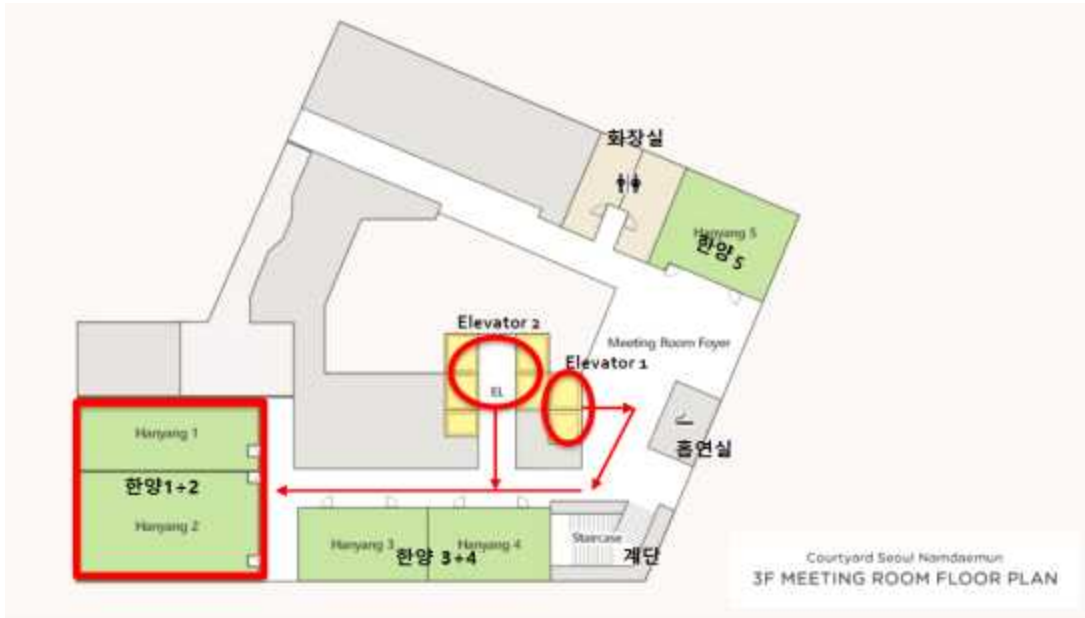 화장실
Hanyang 5
한양 5
Elevator 2
Meeting Room Foyer
Elevator 1
EL
Hanyang 1
흡연실
한양1+2
Hanyang 2
Staircase
Hanyang 3
Hanyang 4
한양 3+4
계단
Courtyard Seoul Namdaemun
3F MEETING ROOM FLOOR PLAN